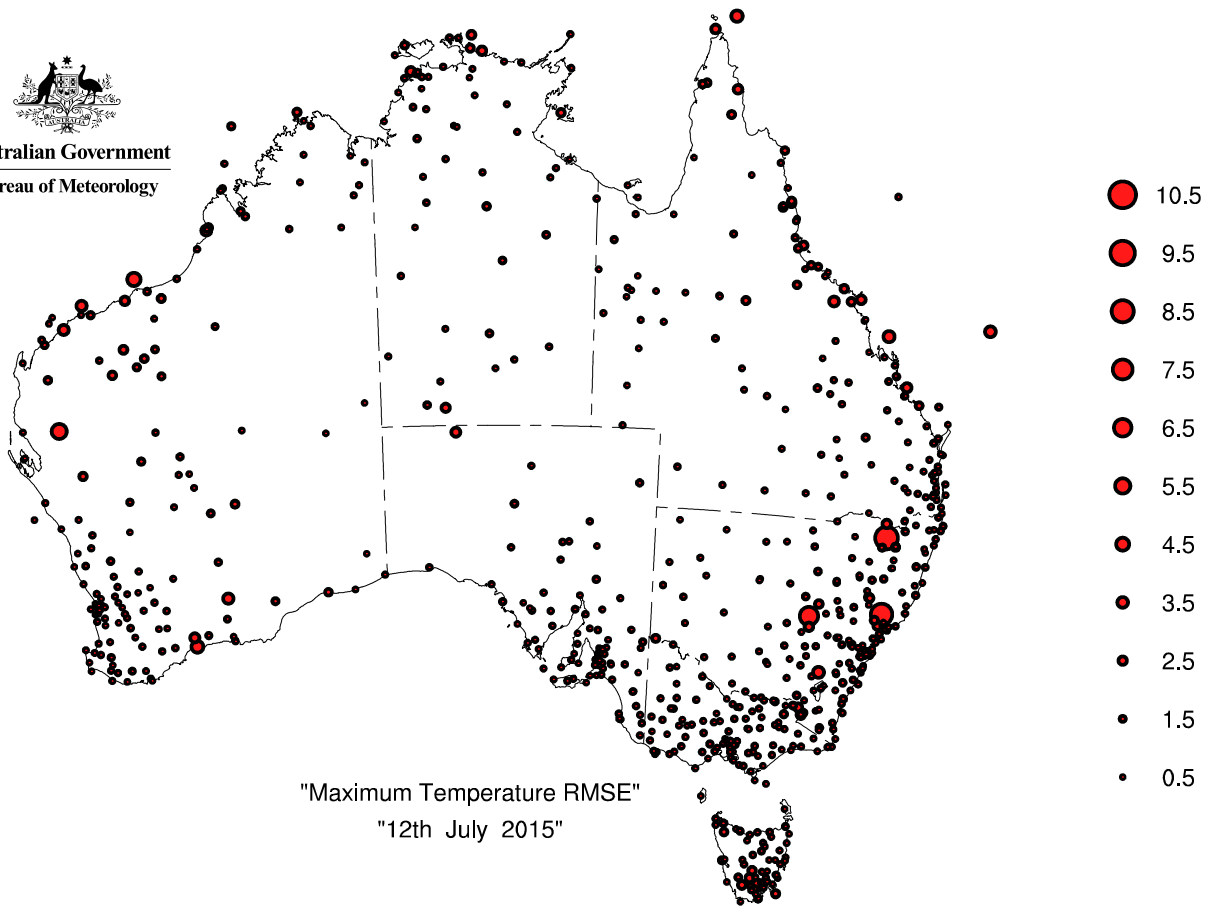 AUSTRALIA
tralian Government
reau of Meteorology
10.5
9.5
8.5
7.5
6.5
5.5
4.5
3.5
2.5
1.5
0.5
"Maximum Temperature RMSE"
"12th July 2015"